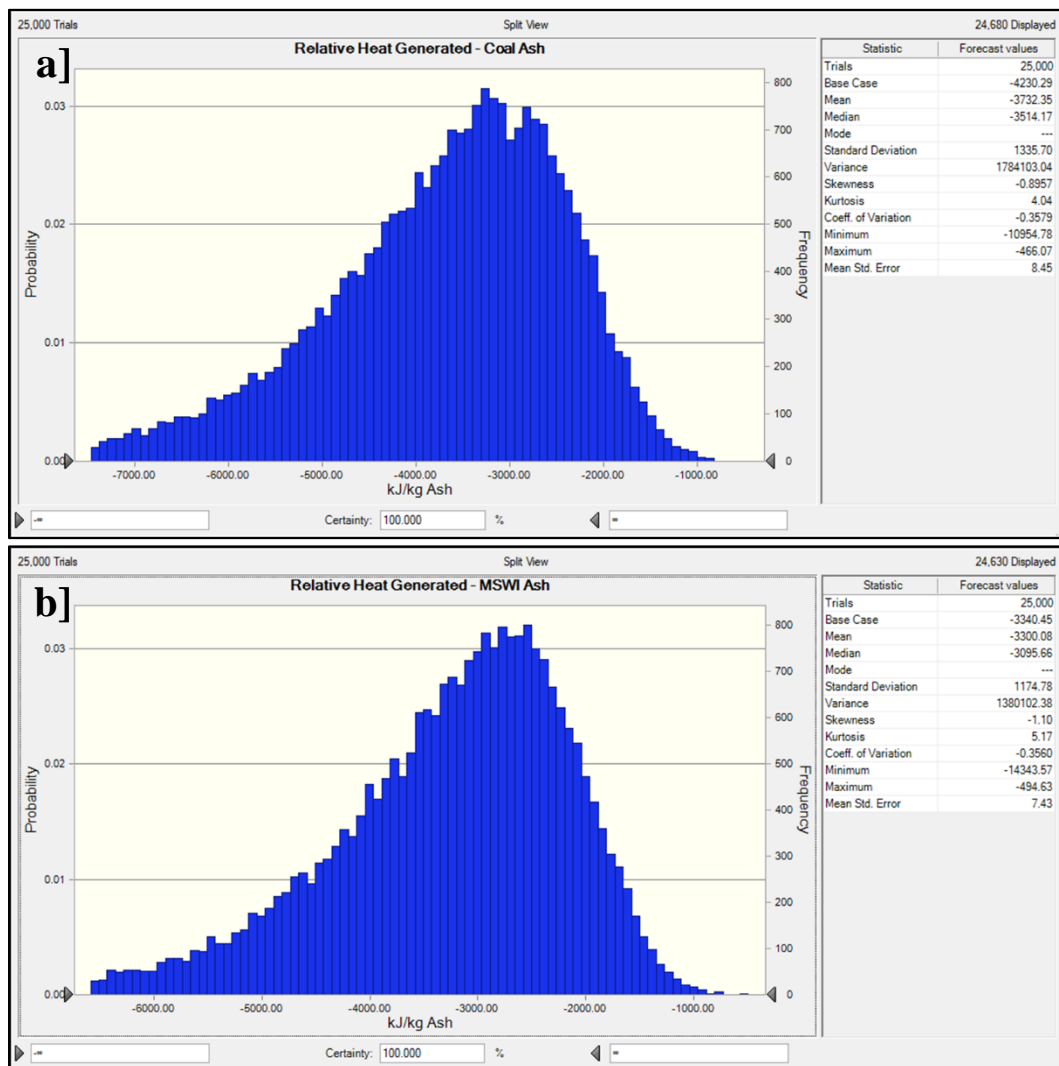 25,000 Trials Split View 24,680 Displayed
a]
Relative Heat Generated - Coal Ash
Probability
0.03
0.02
0.01
0.00
800
700
600
500
400
300
200
100
0
Frequency
-7000.00 -6000.00 -5000.00 -4000.00 -3000.00 -2000.00 -1000.00
kJ/kg Ash
Statistic Forecast values
Trials 25,000
Base Case -4230.29
Mean -3732.35
Median -3514.17
Mode ---
Standard Deviation 1335.70
Variance 1784103.04
Skewness -0.8957
Kurtosis 4.04
Coeff. of Variation -0.3579
Minimum -10954.78
Maximum -466.07
Mean Std. Error 8.45
-∞ Certainty: 100.000 % ∞
25,000 Trials Split View 24,630 Displayed
b]
Relative Heat Generated - MSWI Ash
Probability
0.03
0.02
0.01
0.00
800
700
600
500
400
300
200
100
0
Frequency
-6000.00 -5000.00 -4000.00 -3000.00 -2000.00 -1000.00
kJ/kg Ash
Statistic Forecast values
Trials 25,000
Base Case -3340.45
Mean -3300.08
Median -3095.66
Mode ---
Standard Deviation 1174.78
Variance 1380102.38
Skewness -1.10
Kurtosis 5.17
Coeff. of Variation -0.3560
Minimum -14343.57
Maximum -494.63
Mean Std. Error 7.43
-∞ Certainty: 100.000 % ∞